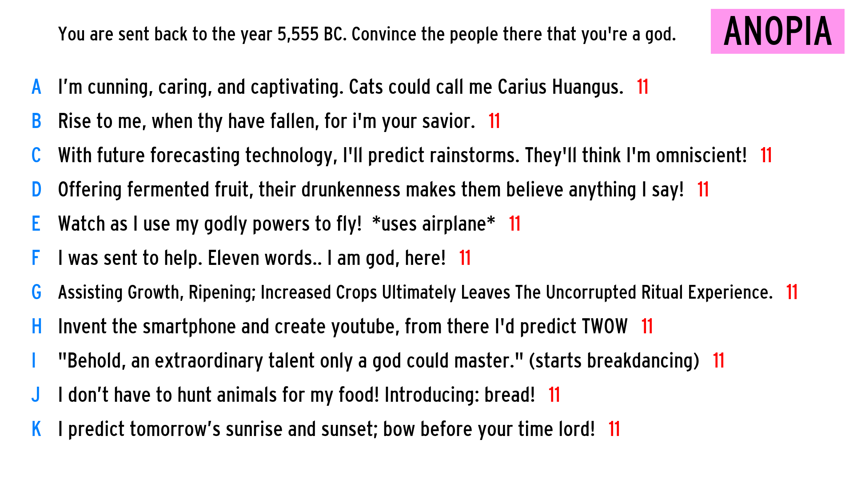 You are sent back to the year 5,555 BC. Convince the people there that you're a god.
ANOPIA
A I'm cunning, caring, and captivating. Cats could call me Carius Huangus. 11
B Rise to me, when thy have fallen, for i'm your savior. 11
C With future forecasting technology, I'll predict rainstorms. They'll think I'm omniscient! 11
D Offering fermented fruit, their drunkenness makes them believe anything I say! 11
E Watch as I use my godly powers to fly! *uses airplane* 11
F I was sent to help. Eleven words.. I am god, here! 11
G Assisting Growth, Ripening; Increased Crops Ultimately Leaves The Uncorrupted Ritual Experience. 11
H Invent the smartphone and create youtube, from there I'd predict TWOW 11
I "Behold, an extraordinary talent only a god could master." (starts breakdancing) 11
J I don't have to hunt animals for my food! Introducing: bread! 11
K I predict tomorrow's sunrise and sunset; bow before your time lord! 11